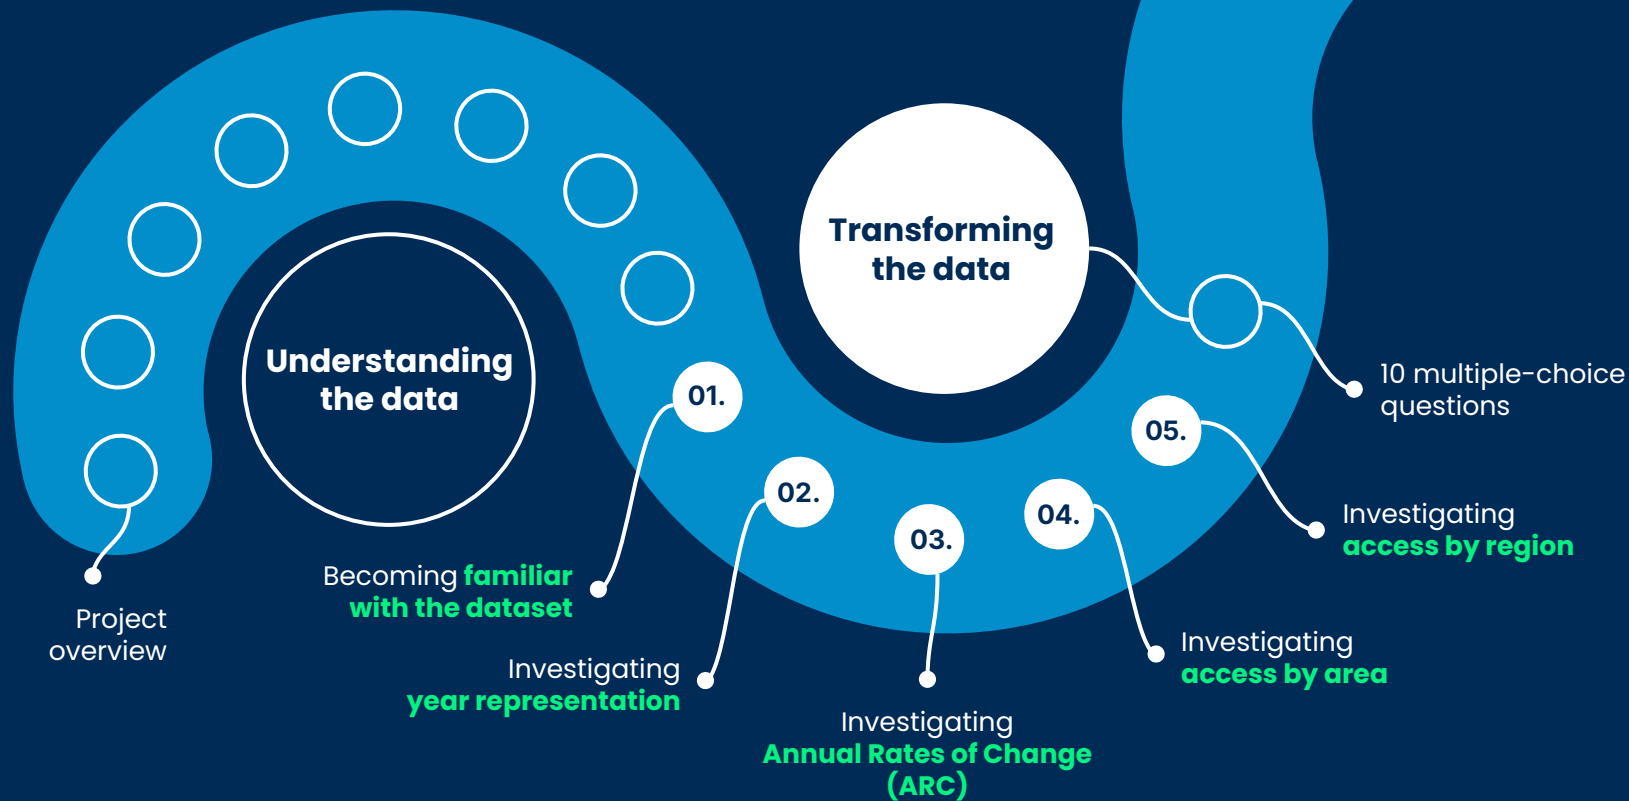 Understanding
the data
Project
overview
Transforming
the data
01.
Becoming familiar
with the dataset
02.
Investigating
year representation
03.
Investigating
Annual Rates of Change
(ARC)
04.
Investigating
access by area
05.
Investigating
access by region
10 multiple-choice
questions